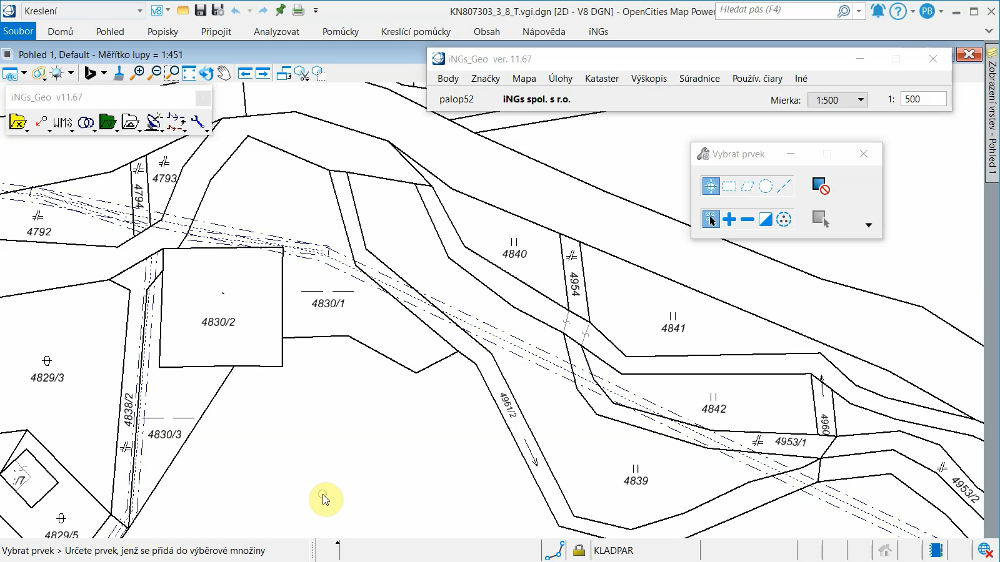 Kreslení
V8
KN807303_3_8_T.vgi.dgn [2D - V8 DGN] - OpenCities Map Power
Hledat pás (F4)
PB
Soubor
Domů
Pohled
Popisky
Připojit
Analyzovat
Pomůcky
Kreslící pomůcky
Obsah
Nápověda
iNGs
Pohled 1, Default - Měřítko lupy = 1:451
iNGs_Geo ver. 11.67
Body
Značky
Mapa
Úlohy
Kataster
Výškopis
Súradnice
Použív. čiary
Iné
palop52
iNGs spol. s r.o.
Mierka:
1:500
1:
500
iNGs_Geo v11.67
WMS
Vybrat prvek
Zobrazení vrstev - Pohled 1
4793
4794
4792
4840
4954
4830/1
4830/2
4841
4829/3
4961/2
4838/2
4842
4960
4830/3
4953/1
:/7
4839
4953/2
4829/5
Vybrat prvek > Určete prvek, jenž se přidá do výběrové množiny
KLADPAR